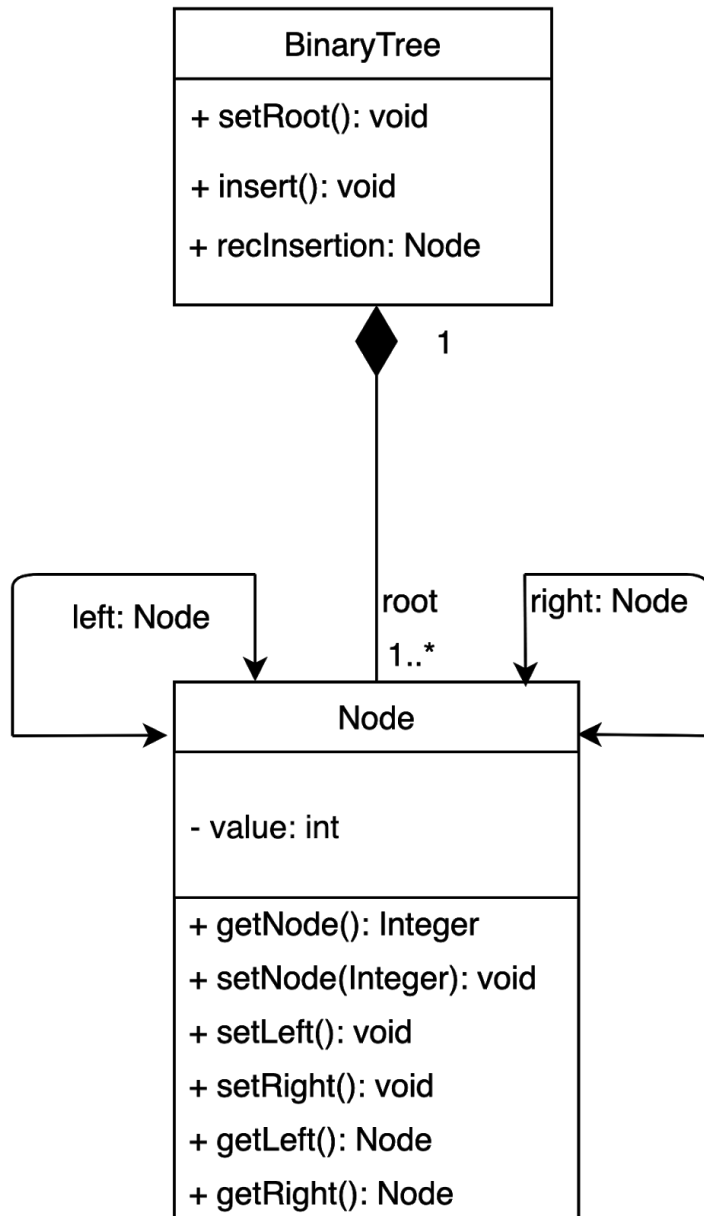 BinaryTree
+ setRoot(): void
+ insert(): void
+ recInsertion: Node
1
left: Node
root
right: Node
1..*
Node
- value: int
+ getNode(): Integer
+ setNode(Integer): void
+ setLeft(): void
+ setRight(): void
+ getLeft(): Node
+ getRight(): Node